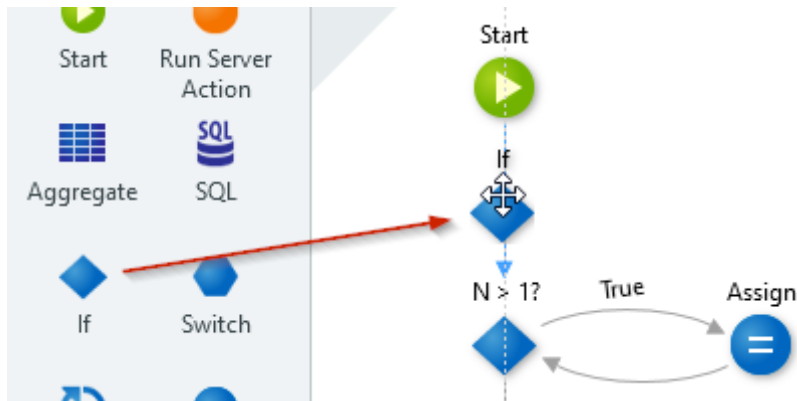 Start
Run Server
Action
Aggregate
SQL
SQL
If
Switch
Start
If
N > 1?
True
Assign
=